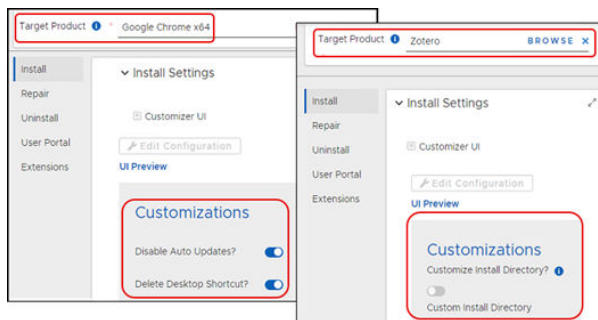 Target Product * Google Chrome x64
Install
Repair
Uninstall
User Portal
Extensions
Install Settings
Customizer UI
Edit Configuration
UI Preview
Customizations
Disable Auto Updates?
Delete Desktop Shortcut?
Target Product Zotero BROWSE ×
Install
Repair
Uninstall
User Portal
Extensions
Install Settings
Customizer UI
Edit Configuration
UI Preview
Customizations
Customize Install Directory?
Custom Install Directory